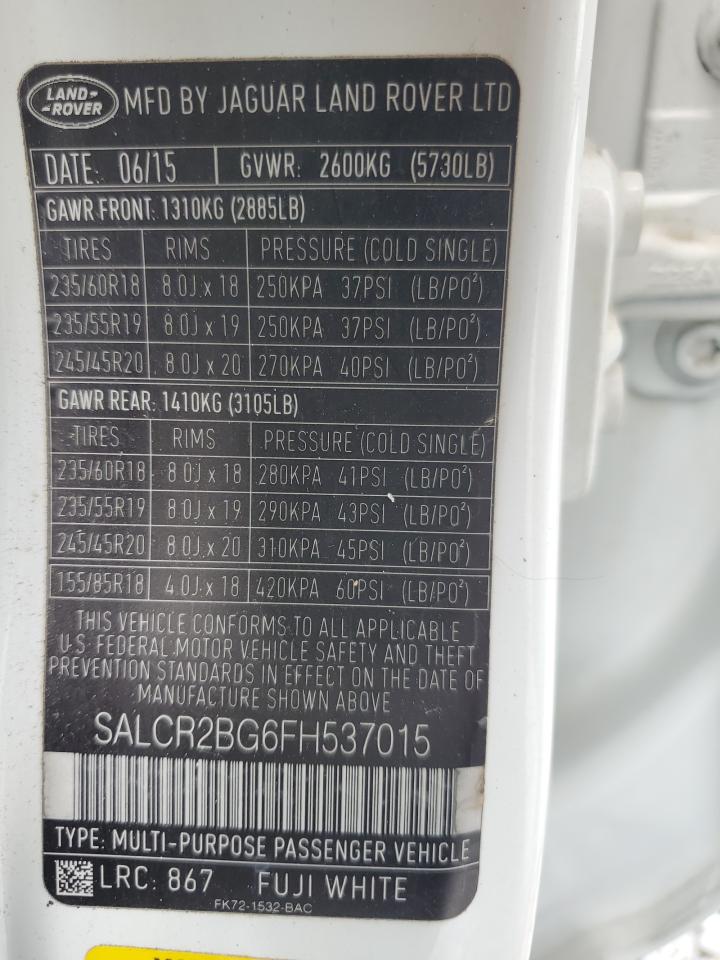 LAND-
-ROVER
MFD BY JAGUAR LAND ROVER LTD
DATE: 06/15 GVWR: 2600KG (5730LB)
GAWR FRONT: 1310KG (2885LB)
TIRES RIMS PRESSURE (COLD SINGLE)
235/60R18 8.0J x 18 250KPA 37PSI (LB/PO²)
235/55R19 8.0J x 19 250KPA 37PSI (LB/PO²)
245/45R20 8.0J x 20 270KPA 40PSI (LB/PO²)
GAWR REAR: 1410KG (3105LB)
TIRES RIMS PRESSURE (COLD SINGLE)
235/60R18 8.0J x 18 280KPA 41PSI (LB/PO²)
235/55R19 8.0J x 19 290KPA 43PSI (LB/PO²)
245/45R20 8.0J x 20 310KPA 45PSI (LB/PO²)
155/85R18 4.0J x 18 420KPA 60PSI (LB/PO²)
THIS VEHICLE CONFORMS TO ALL APPLICABLE
U.S. FEDERAL MOTOR VEHICLE SAFETY AND THEFT
PREVENTION STANDARDS IN EFFECT ON THE DATE OF
MANUFACTURE SHOWN ABOVE
SALCR2BG6FH537015
TYPE: MULTI-PURPOSE PASSENGER VEHICLE
LRC: 867 FUJI WHITE
FK72-1532-BAC